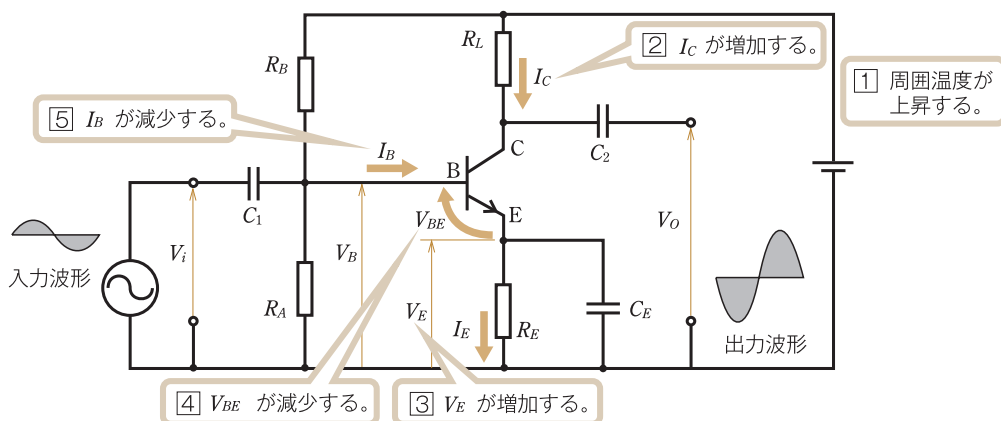 R_L
2 I_C が増加する。
R_B
I_C
1 周囲温度が
上昇する。
5 I_B が減少する。
C
C_2
I_B
B
C_1
E
V_BE
V_i
V_B
V_O
入力波形
R_A
V_E
I_E
R_E
C_E
出力波形
4 V_BE が減少する。
3 V_E が増加する。